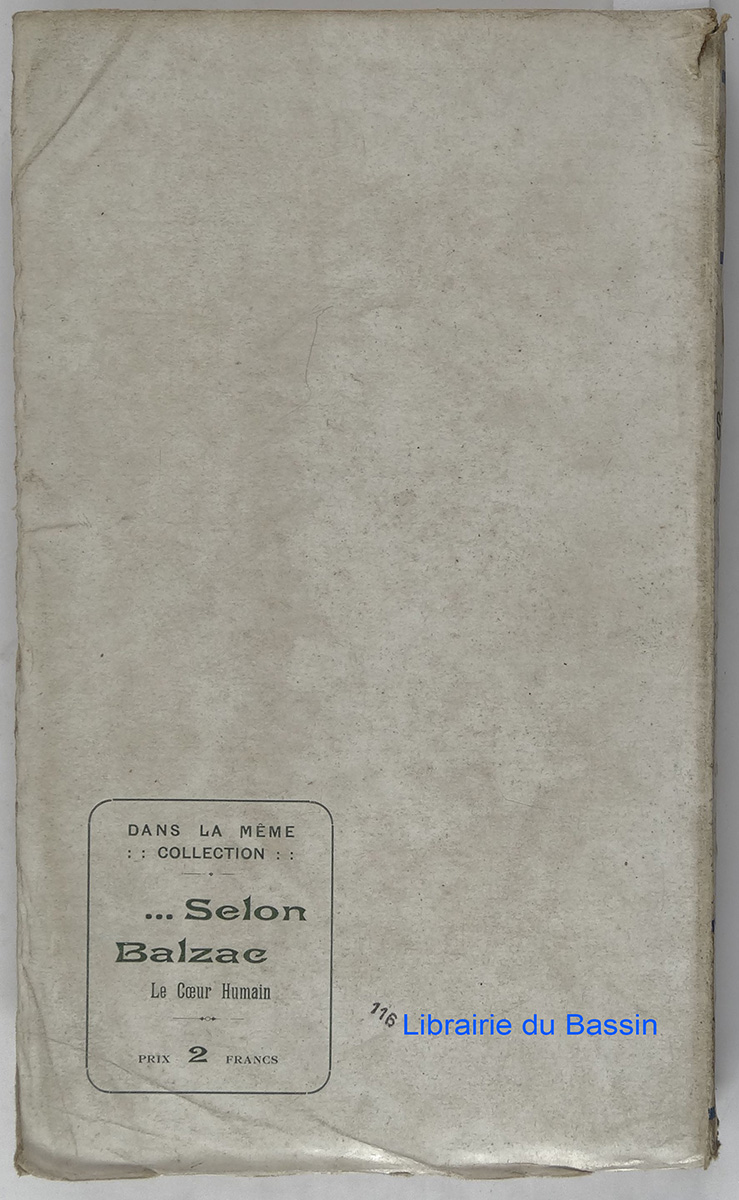 DANS LA MÊME
: : COLLECTION : :
... Selon
Balzac
Le Cœur Humain
PRIX 2 FRANCS
116
Librairie du Bassin